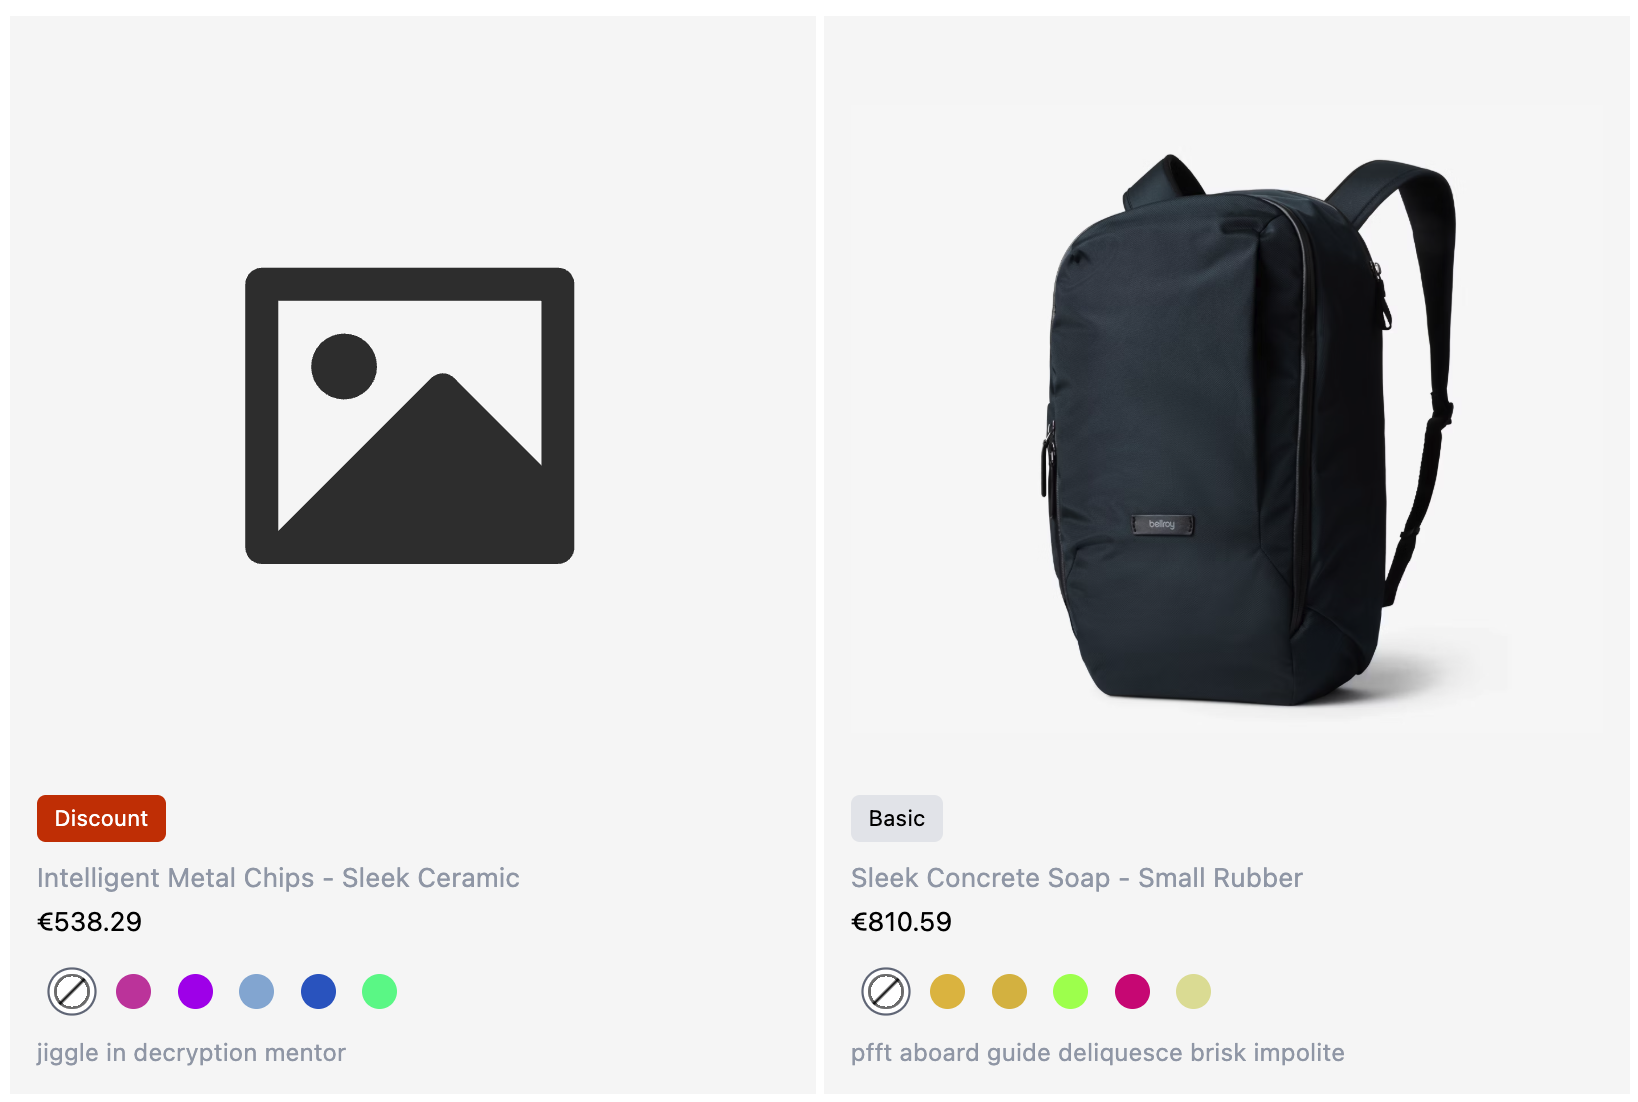 bellroy
Discount
Intelligent Metal Chips - Sleek Ceramic
€538.29
jiggle in decryption mentor
Basic
Sleek Concrete Soap - Small Rubber
€810.59
pfft aboard guide deliquesce brisk impolite